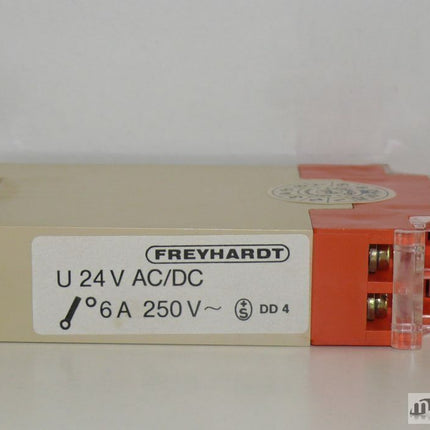 FREYHARDT
U 24 V AC/DC
6 A 250 V ~ S DD 4